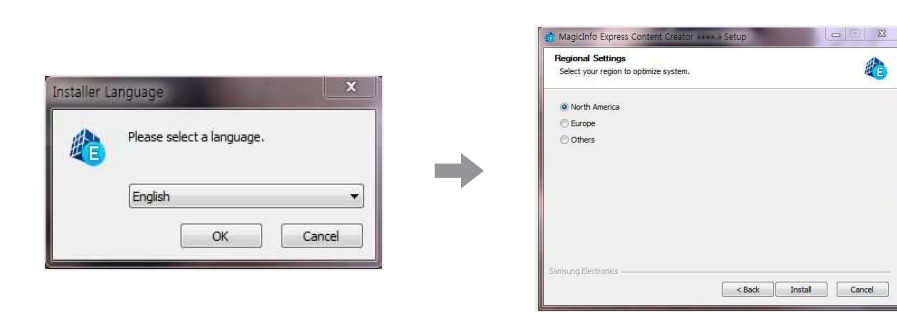 Installer Language
x
Please select a language.
E
English
OK Cancel
MagicInfo Express Content Creator ****.* Setup
Regional Settings
Select your region to optimize system.
E
North America
Europe
Others
Samsung Electronics
< Back Install Cancel